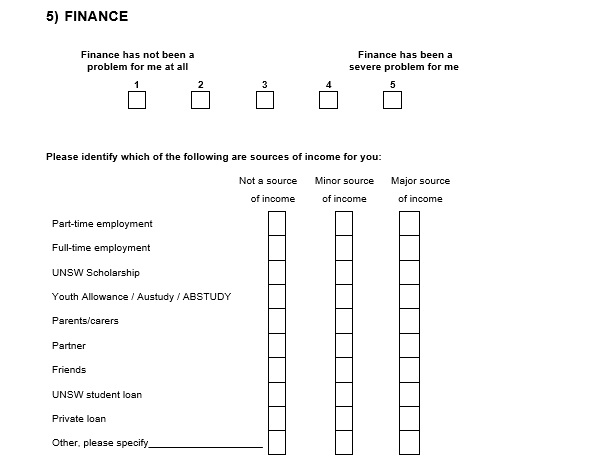 5) FINANCE
Finance has not been a
problem for me at all
Finance has been a
severe problem for me
1 2 3 4 5
Please identify which of the following are sources of income for you:
Not a source
of income
Minor source
of income
Major source
of income
Part-time employment
Full-time employment
UNSW Scholarship
Youth Allowance / Austudy / ABSTUDY
Parents/carers
Partner
Friends
UNSW student loan
Private loan
Other, please specify_____________________